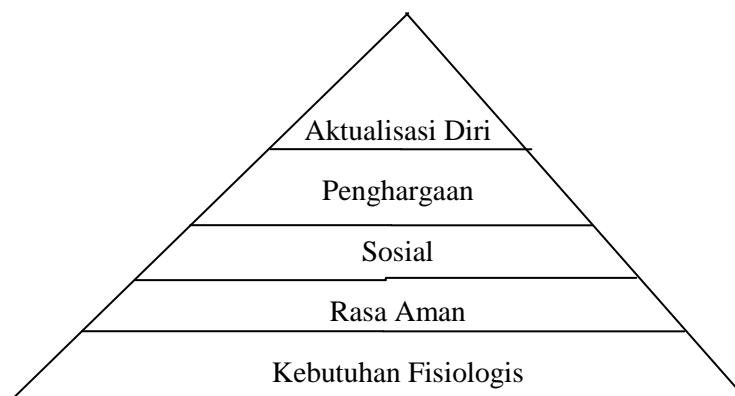 Aktualisasi Diri
Penghargaan
Sosial
Rasa Aman
Kebutuhan Fisiologis